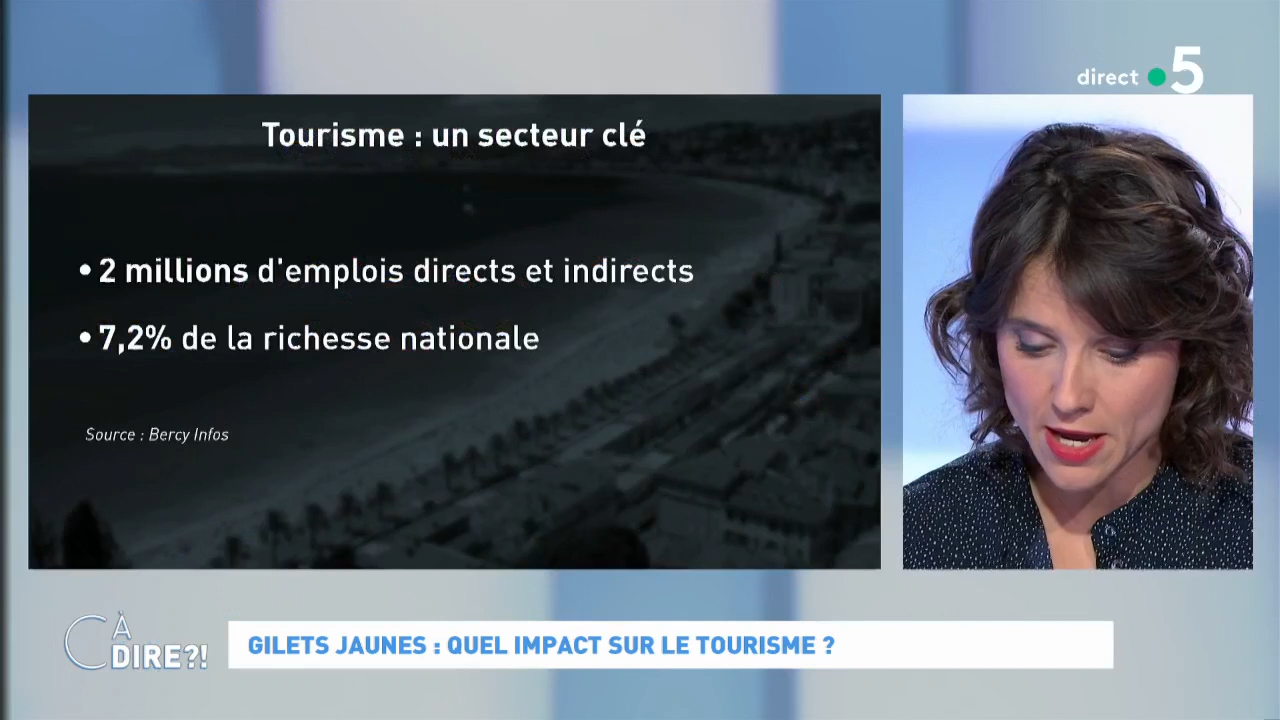 direct 5
Tourisme : un secteur clé
• 2 millions d'emplois directs et indirects
• 7,2% de la richesse nationale
Source : Bercy Infos
C À DIRE?!
GILETS JAUNES : QUEL IMPACT SUR LE TOURISME ?